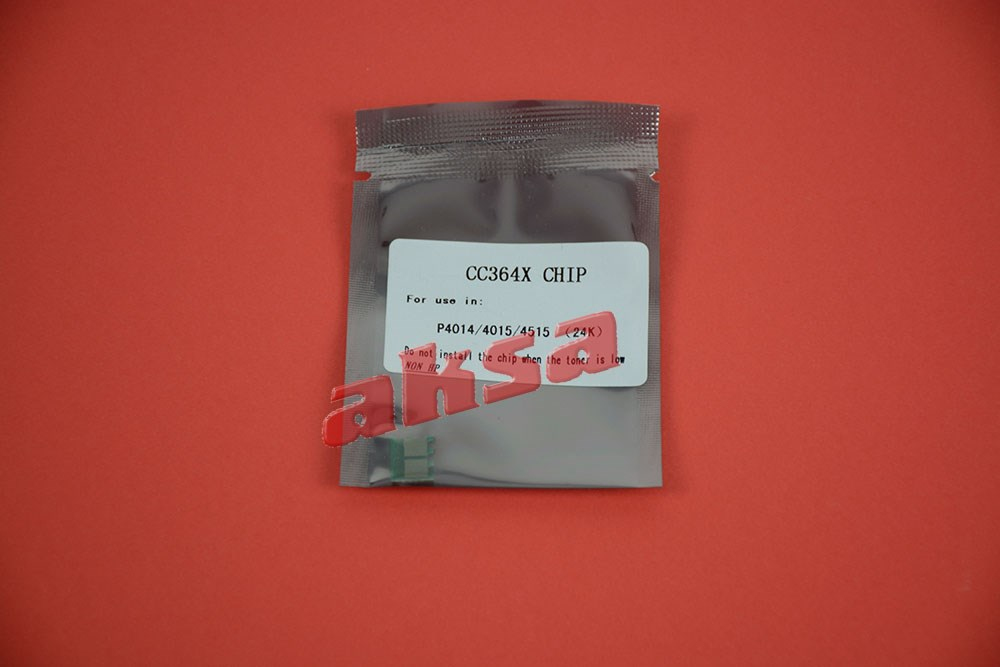 CC364X CHIP
For use in:
P4014/4015/4515 (24K)
Do not install the chip when the toner is low
NON HP
aksa